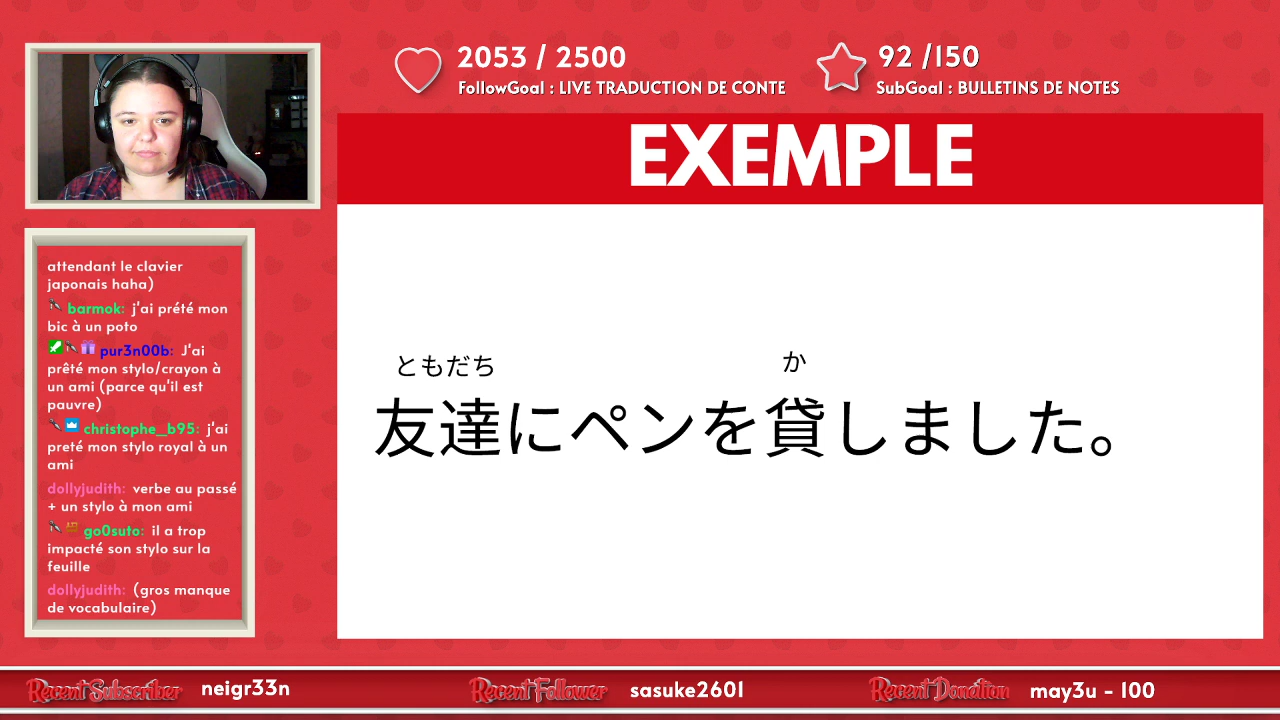 2053 / 2500
FollowGoal : LIVE TRADUCTION DE CONTE
92 /150
SubGoal : BULLETINS DE NOTES
EXEMPLE
ともだち
か
友達にペンを貸しました。
attendant le clavier
japonais haha)
barmok: j'ai prété mon
bic à un poto
pur3n00b: J'ai
prêté mon stylo/crayon à
un ami (parce qu'il est
pauvre)
christophe_b95: j'ai
preté mon stylo royal à un
ami
dollyjudith: verbe au passé
+ un stylo à mon ami
go0suto: il a trop
impacté son stylo sur la
feuille
dollyjudith: (gros manque
de vocabulaire)
Recent Subscriber neigr33n
Recent Follower sasuke2601
Recent Donation may3u - 100